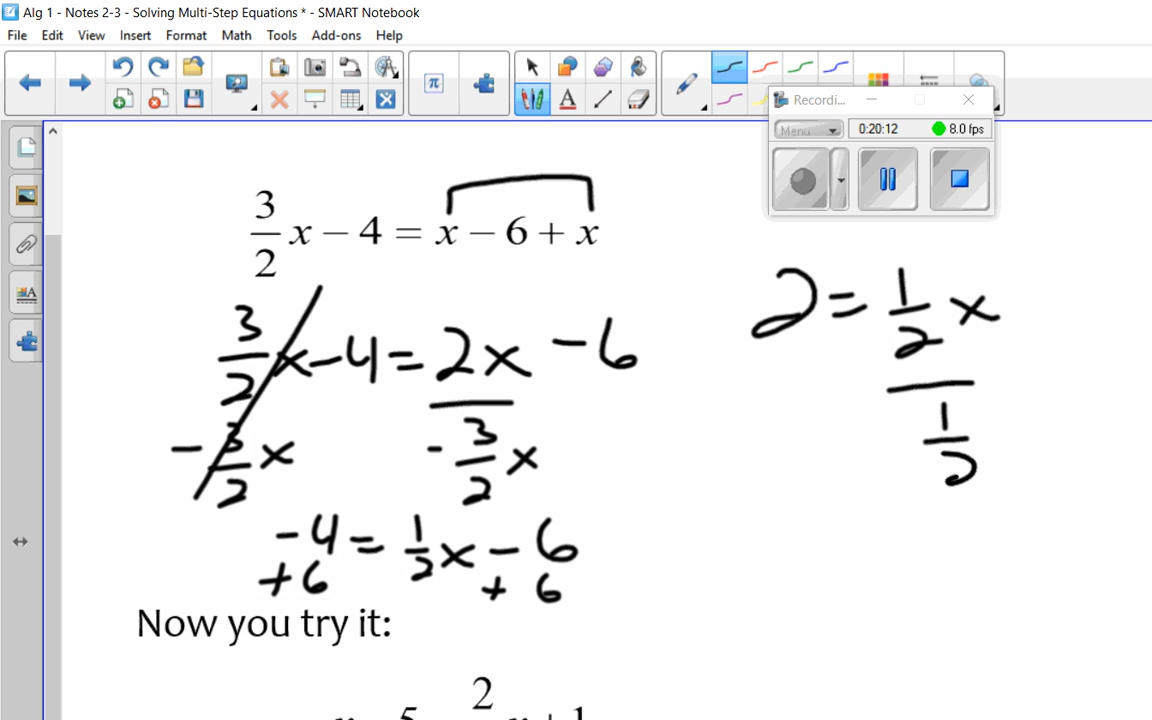 Alg 1 - Notes 2-3 - Solving Multi-Step Equations * - SMART Notebook
File Edit View Insert Format Math Tools Add-ons Help
π
A
Recordi...
Menu 0:20:12 8.0 fps
3/2 x − 4 = x − 6 + x
3/2 x - 4 = 2x - 6
- 3/2 x - 3/2 x
-4 = 1/2 x - 6
+6 + 6
2 = 1/2 x
1/2
Now you try it:
2